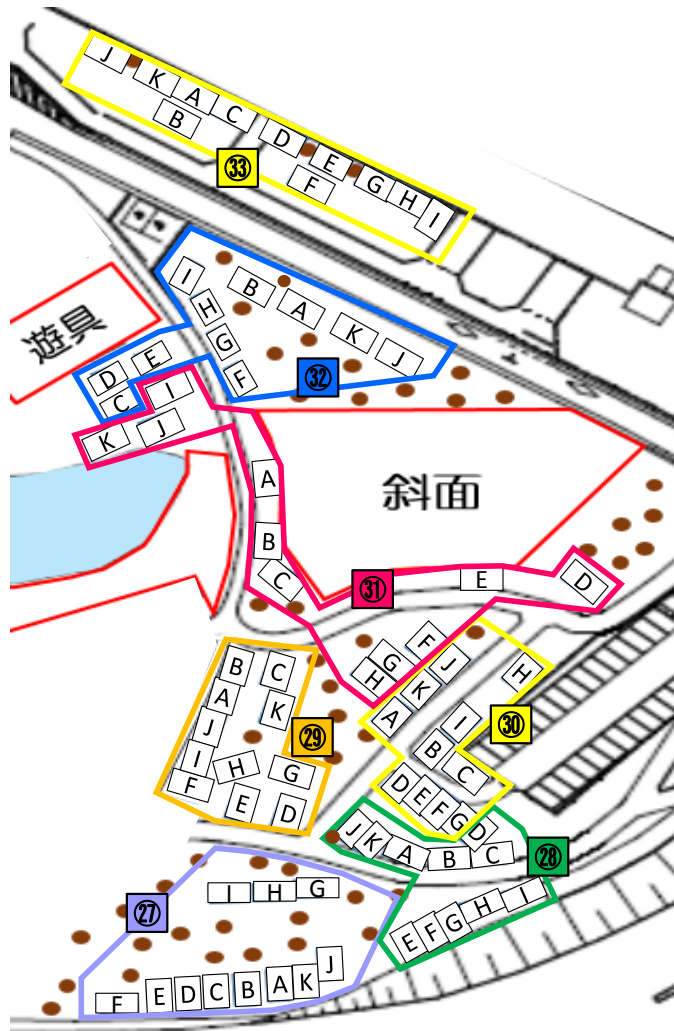 J K A C D E G H I
B F
㉝
I B A K J
H
G
F
㉜
遊具
D E
C
I
K J
A
B
C
斜面
㉛
E D
F
G
H
J
K
A
H
I
B
C
㉚
D E F G D
B C
A K
J
I H G
F E D
㉙
J K A B C
㉘
E F G H I
㉗
I H G
F E D C B A K J